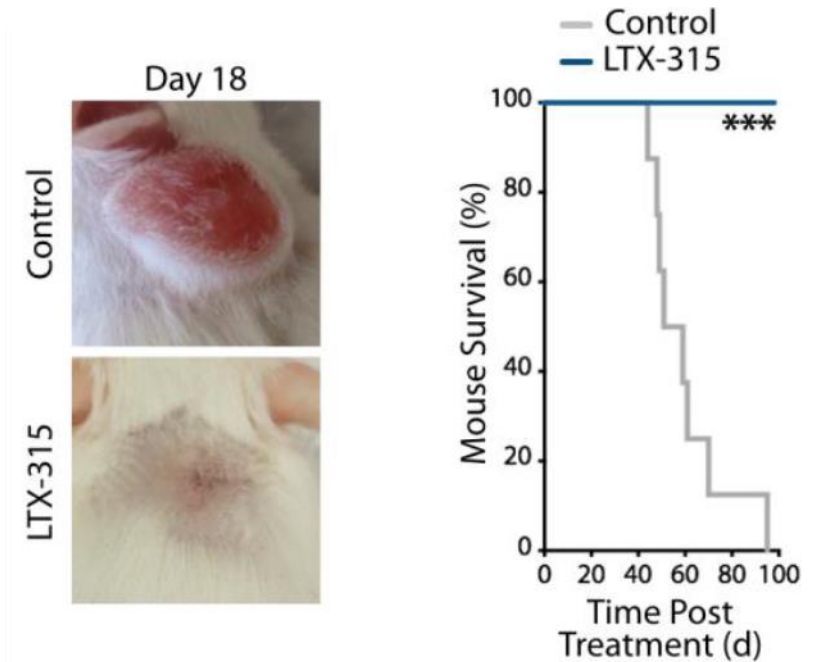 Day 18
Control
LTX-315
Control
LTX-315
***
Mouse Survival (%)
100
80
60
40
20
0
0 20 40 60 80 100
Time Post
Treatment (d)